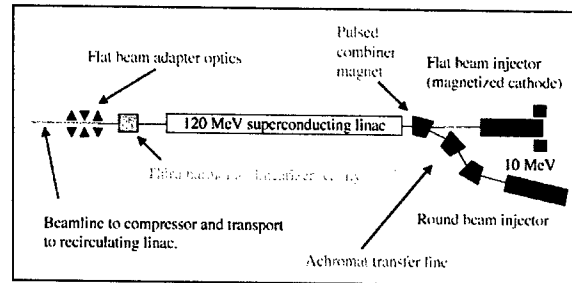 Flat beam adapter optics
Pulsed
combiner
magnet
Flat beam injector
(magnetized cathode)
120 MeV superconducting linac
10 MeV
Beamline to compressor and transport
to recirculating linac.
Round beam injector
Achromat transfer line